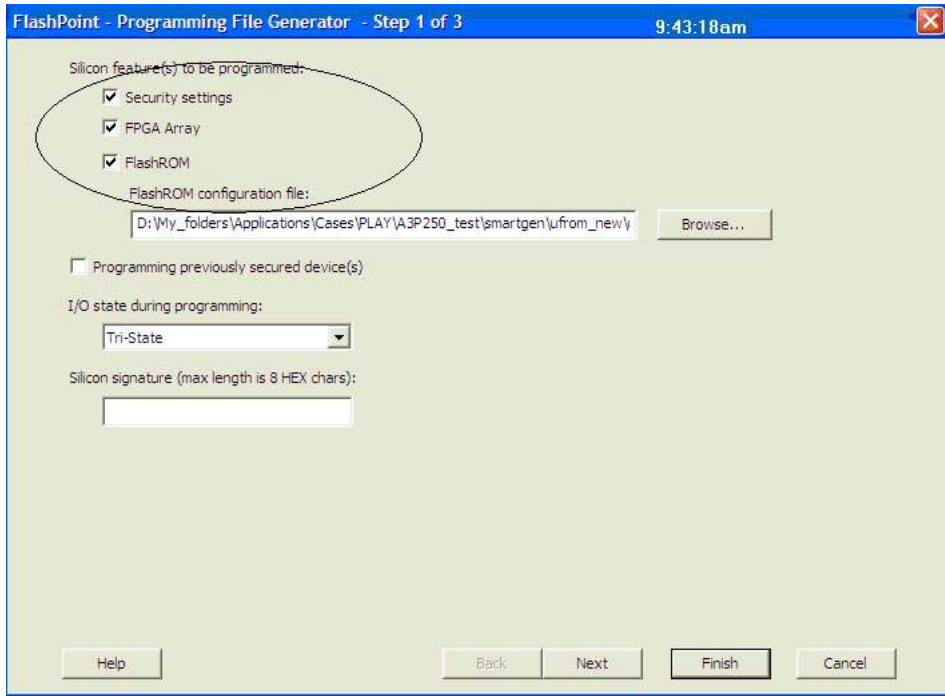 FlashPoint - Programming File Generator - Step 1 of 3 9:43:18am
Silicon feature(s) to be programmed:
Security settings
FPGA Array
FlashROM
FlashROM configuration file:
D:\My_folders\Applications\Cases\PLAY\A3P250_test\smartgen\ufrom_new\ Browse...
Programming previously secured device(s)
I/O state during programming:
Tri-State
Silicon signature (max length is 8 HEX chars):
Help Back Next Finish Cancel